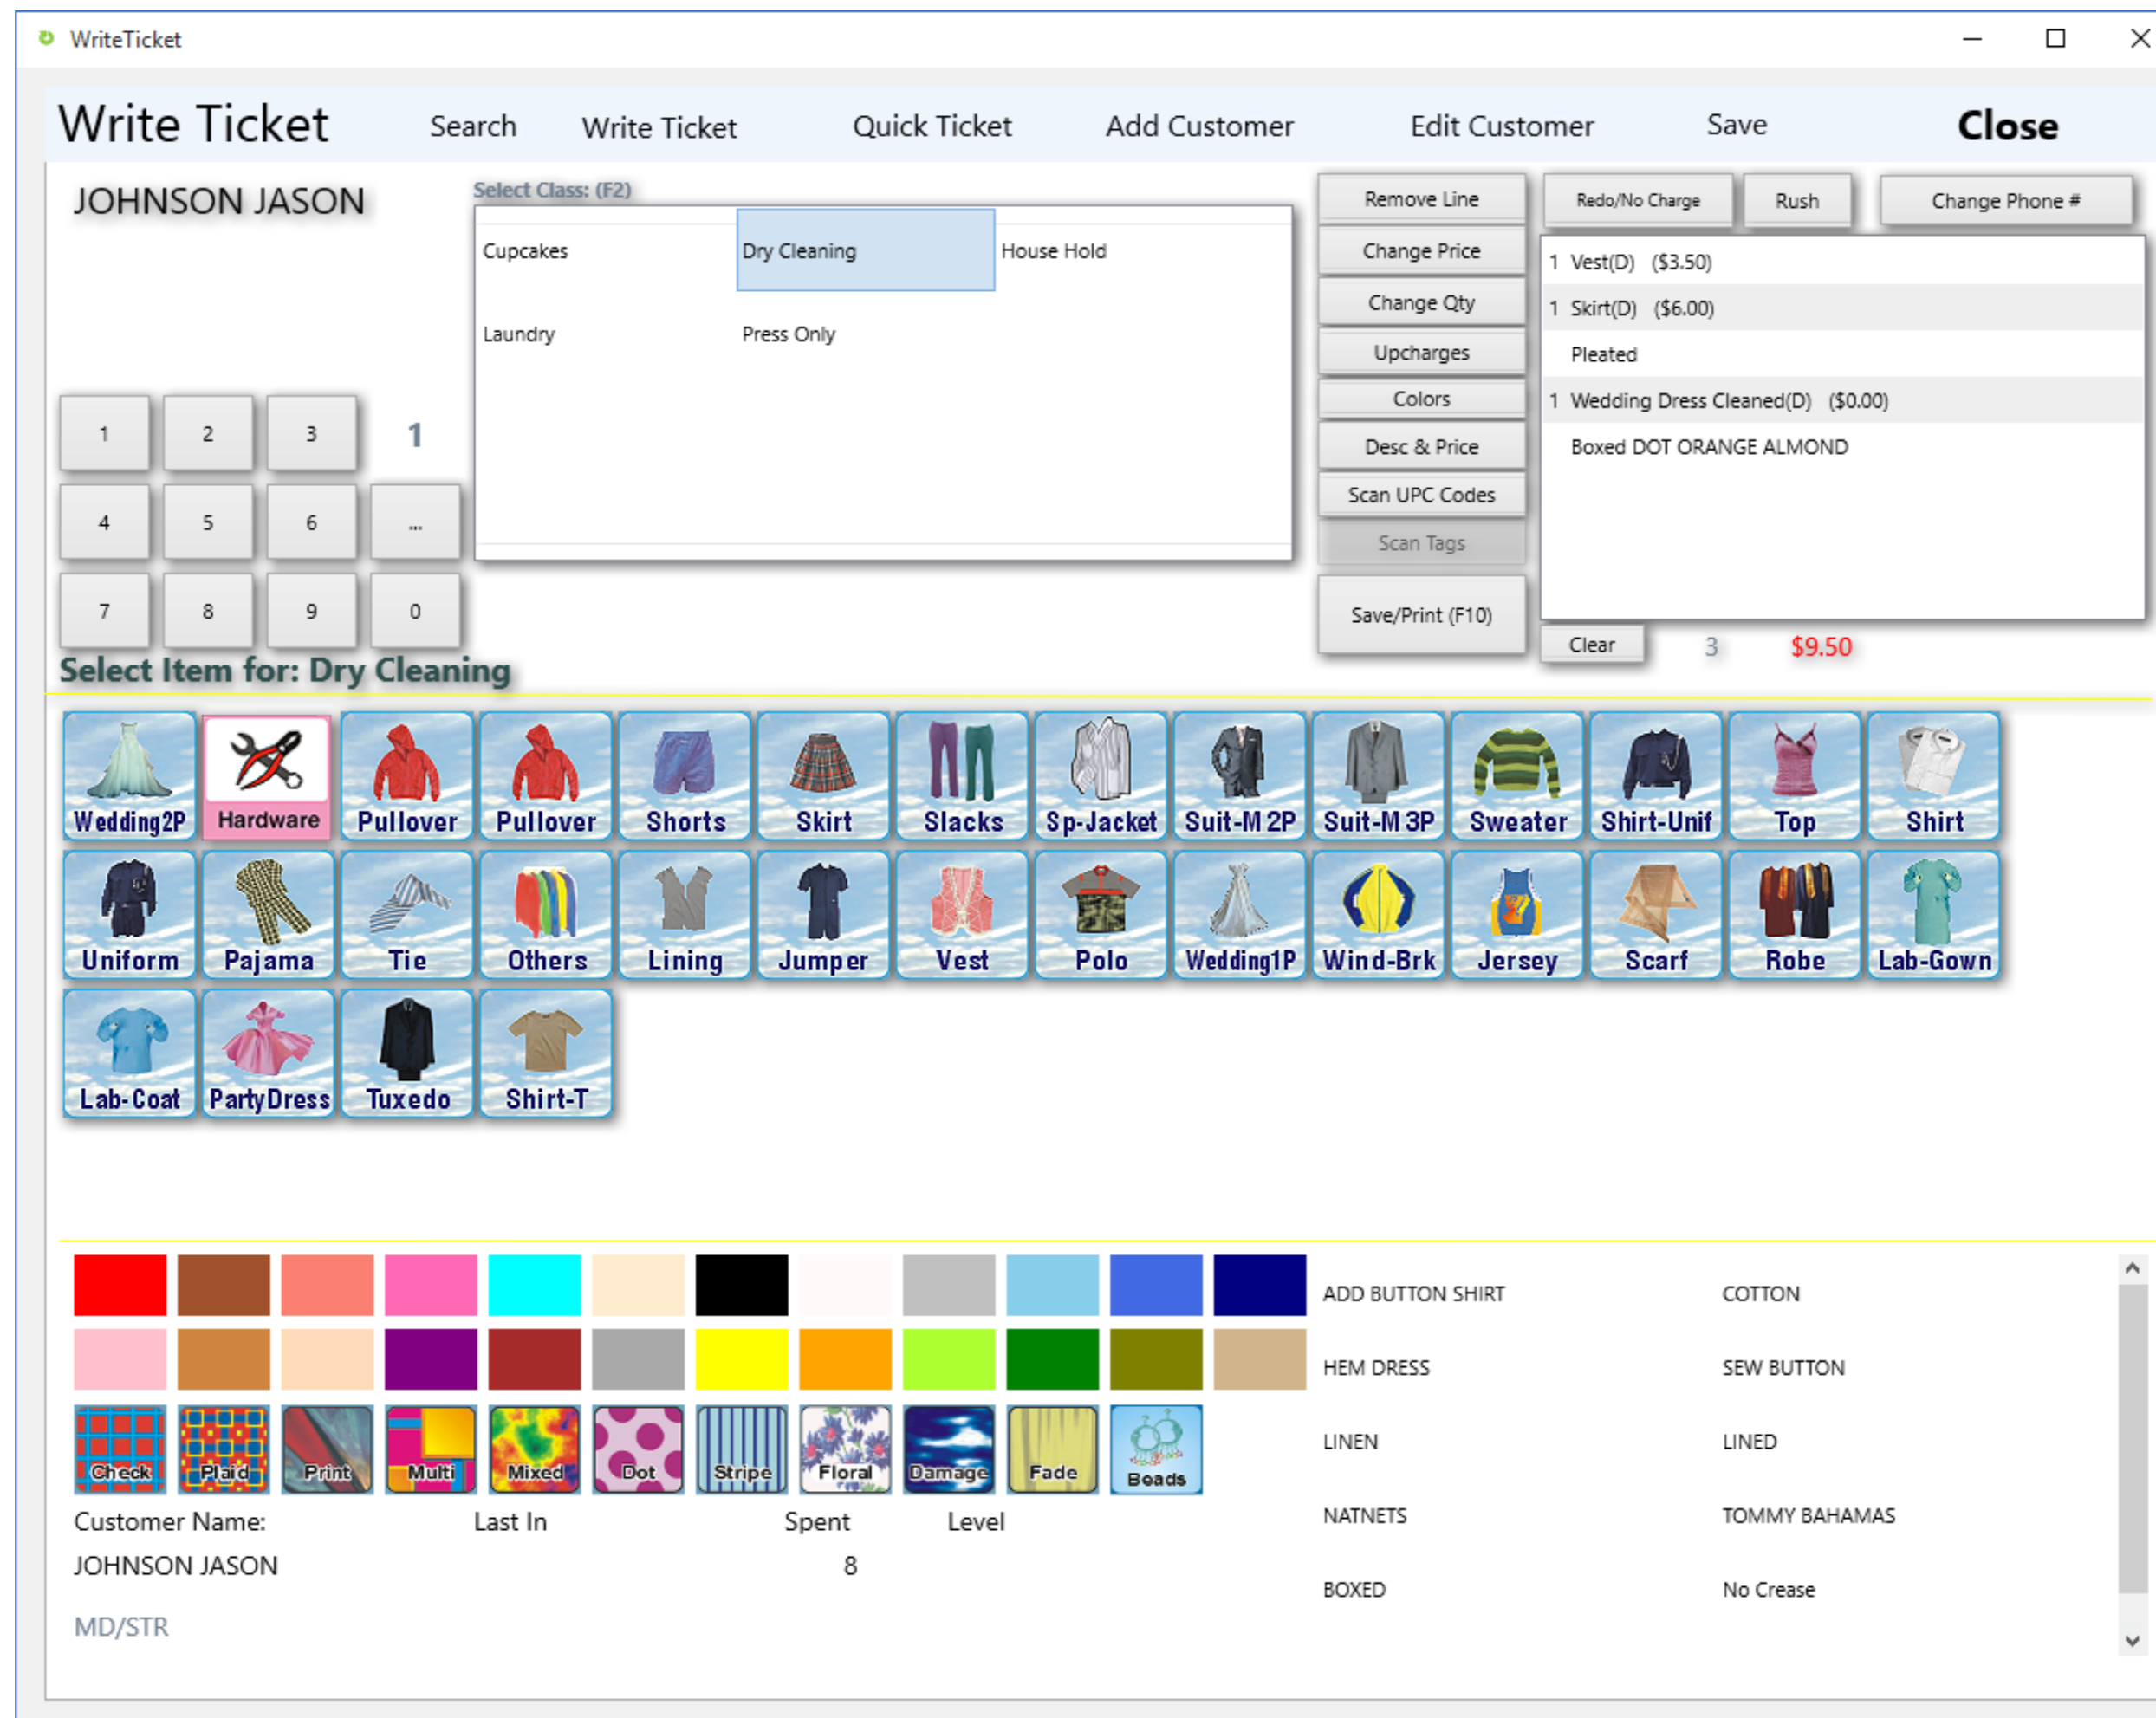 WriteTicket
Write Ticket Search Write Ticket Quick Ticket Add Customer Edit Customer Save Close
JOHNSON JASON
Select Class: (F2)
Cupcakes Dry Cleaning House Hold
Laundry Press Only
1 2 3 1
4 5 6 ...
7 8 9 0
Remove Line
Change Price
Change Qty
Upcharges
Colors
Desc & Price
Scan UPC Codes
Scan Tags
Save/Print (F10)
Redo/No Charge Rush Change Phone #
1 Vest(D) ($3.50)
1 Skirt(D) ($6.00)
Pleated
1 Wedding Dress Cleaned(D) ($0.00)
Boxed DOT ORANGE ALMOND
Clear 3 $9.50
Select Item for: Dry Cleaning
Wedding2P Hardware Pullover Pullover Shorts Skirt Slacks Sp-Jacket Suit-M2P Suit-M3P Sweater Shirt-Unif Top Shirt
Uniform Pajama Tie Others Lining Jumper Vest Polo Wedding1P Wind-Brk Jersey Scarf Robe Lab-Gown
Lab-Coat PartyDress Tuxedo Shirt-T
Check Plaid Print Multi Mixed Dot Stripe Floral Damage Fade Beads
Customer Name: Last In Spent Level
JOHNSON JASON 8
MD/STR
ADD BUTTON SHIRT COTTON
HEM DRESS SEW BUTTON
LINEN LINED
NATNETS TOMMY BAHAMAS
BOXED No Crease